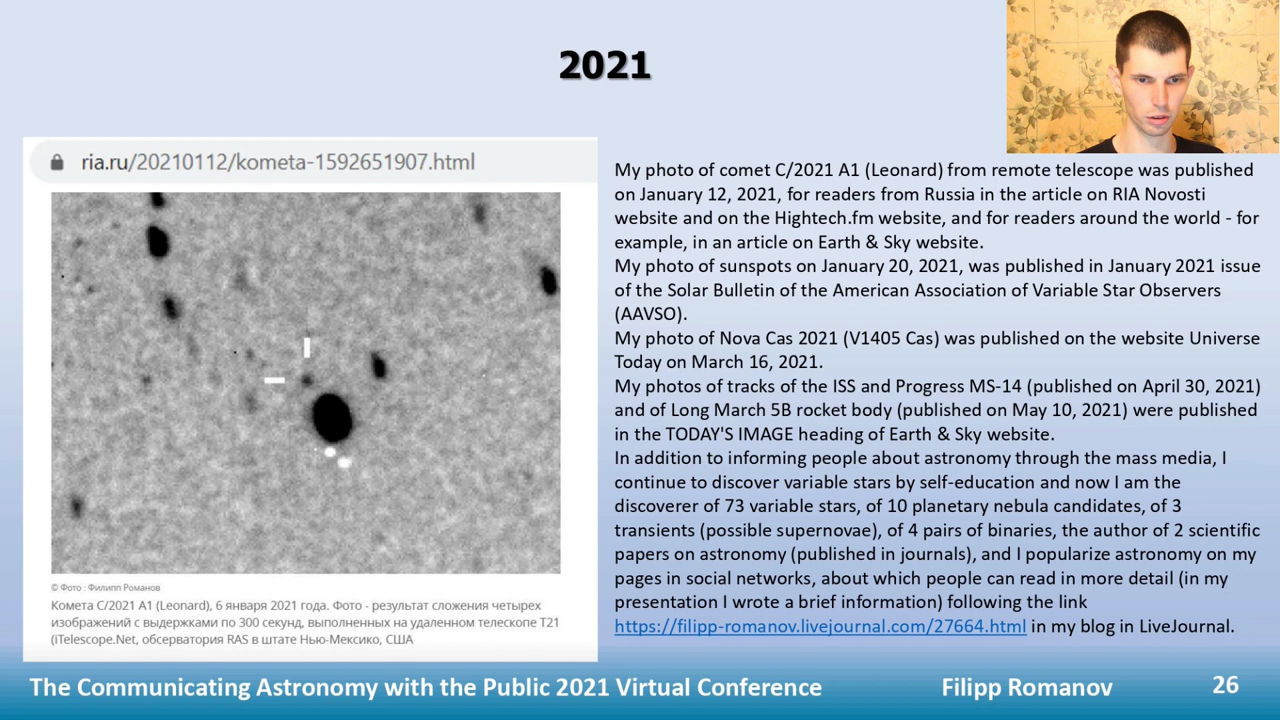 2021
ria.ru/20210112/kometa-1592651907.html
© Фото : Филипп Романов
Комета C/2021 A1 (Leonard), 6 января 2021 года. Фото - результат сложения четырех
изображений с выдержками по 300 секунд, выполненных на удаленном телескопе T21
(iTelescope.Net, обсерватория RAS в штате Нью-Мексико, США
My photo of comet C/2021 A1 (Leonard) from remote telescope was published
on January 12, 2021, for readers from Russia in the article on RIA Novosti
website and on the Hightech.fm website, and for readers around the world - for
example, in an article on Earth & Sky website.
My photo of sunspots on January 20, 2021, was published in January 2021 issue
of the Solar Bulletin of the American Association of Variable Star Observers
(AAVSO).
My photo of Nova Cas 2021 (V1405 Cas) was published on the website Universe
Today on March 16, 2021.
My photos of tracks of the ISS and Progress MS-14 (published on April 30, 2021)
and of Long March 5B rocket body (published on May 10, 2021) were published
in the TODAY'S IMAGE heading of Earth & Sky website.
In addition to informing people about astronomy through the mass media, I
continue to discover variable stars by self-education and now I am the
discoverer of 73 variable stars, of 10 planetary nebula candidates, of 3
transients (possible supernovae), of 4 pairs of binaries, the author of 2 scientific
papers on astronomy (published in journals), and I popularize astronomy on my
pages in social networks, about which people can read in more detail (in my
presentation I wrote a brief information) following the link
https://filipp-romanov.livejournal.com/27664.html in my blog in LiveJournal.
The Communicating Astronomy with the Public 2021 Virtual Conference
Filipp Romanov
26